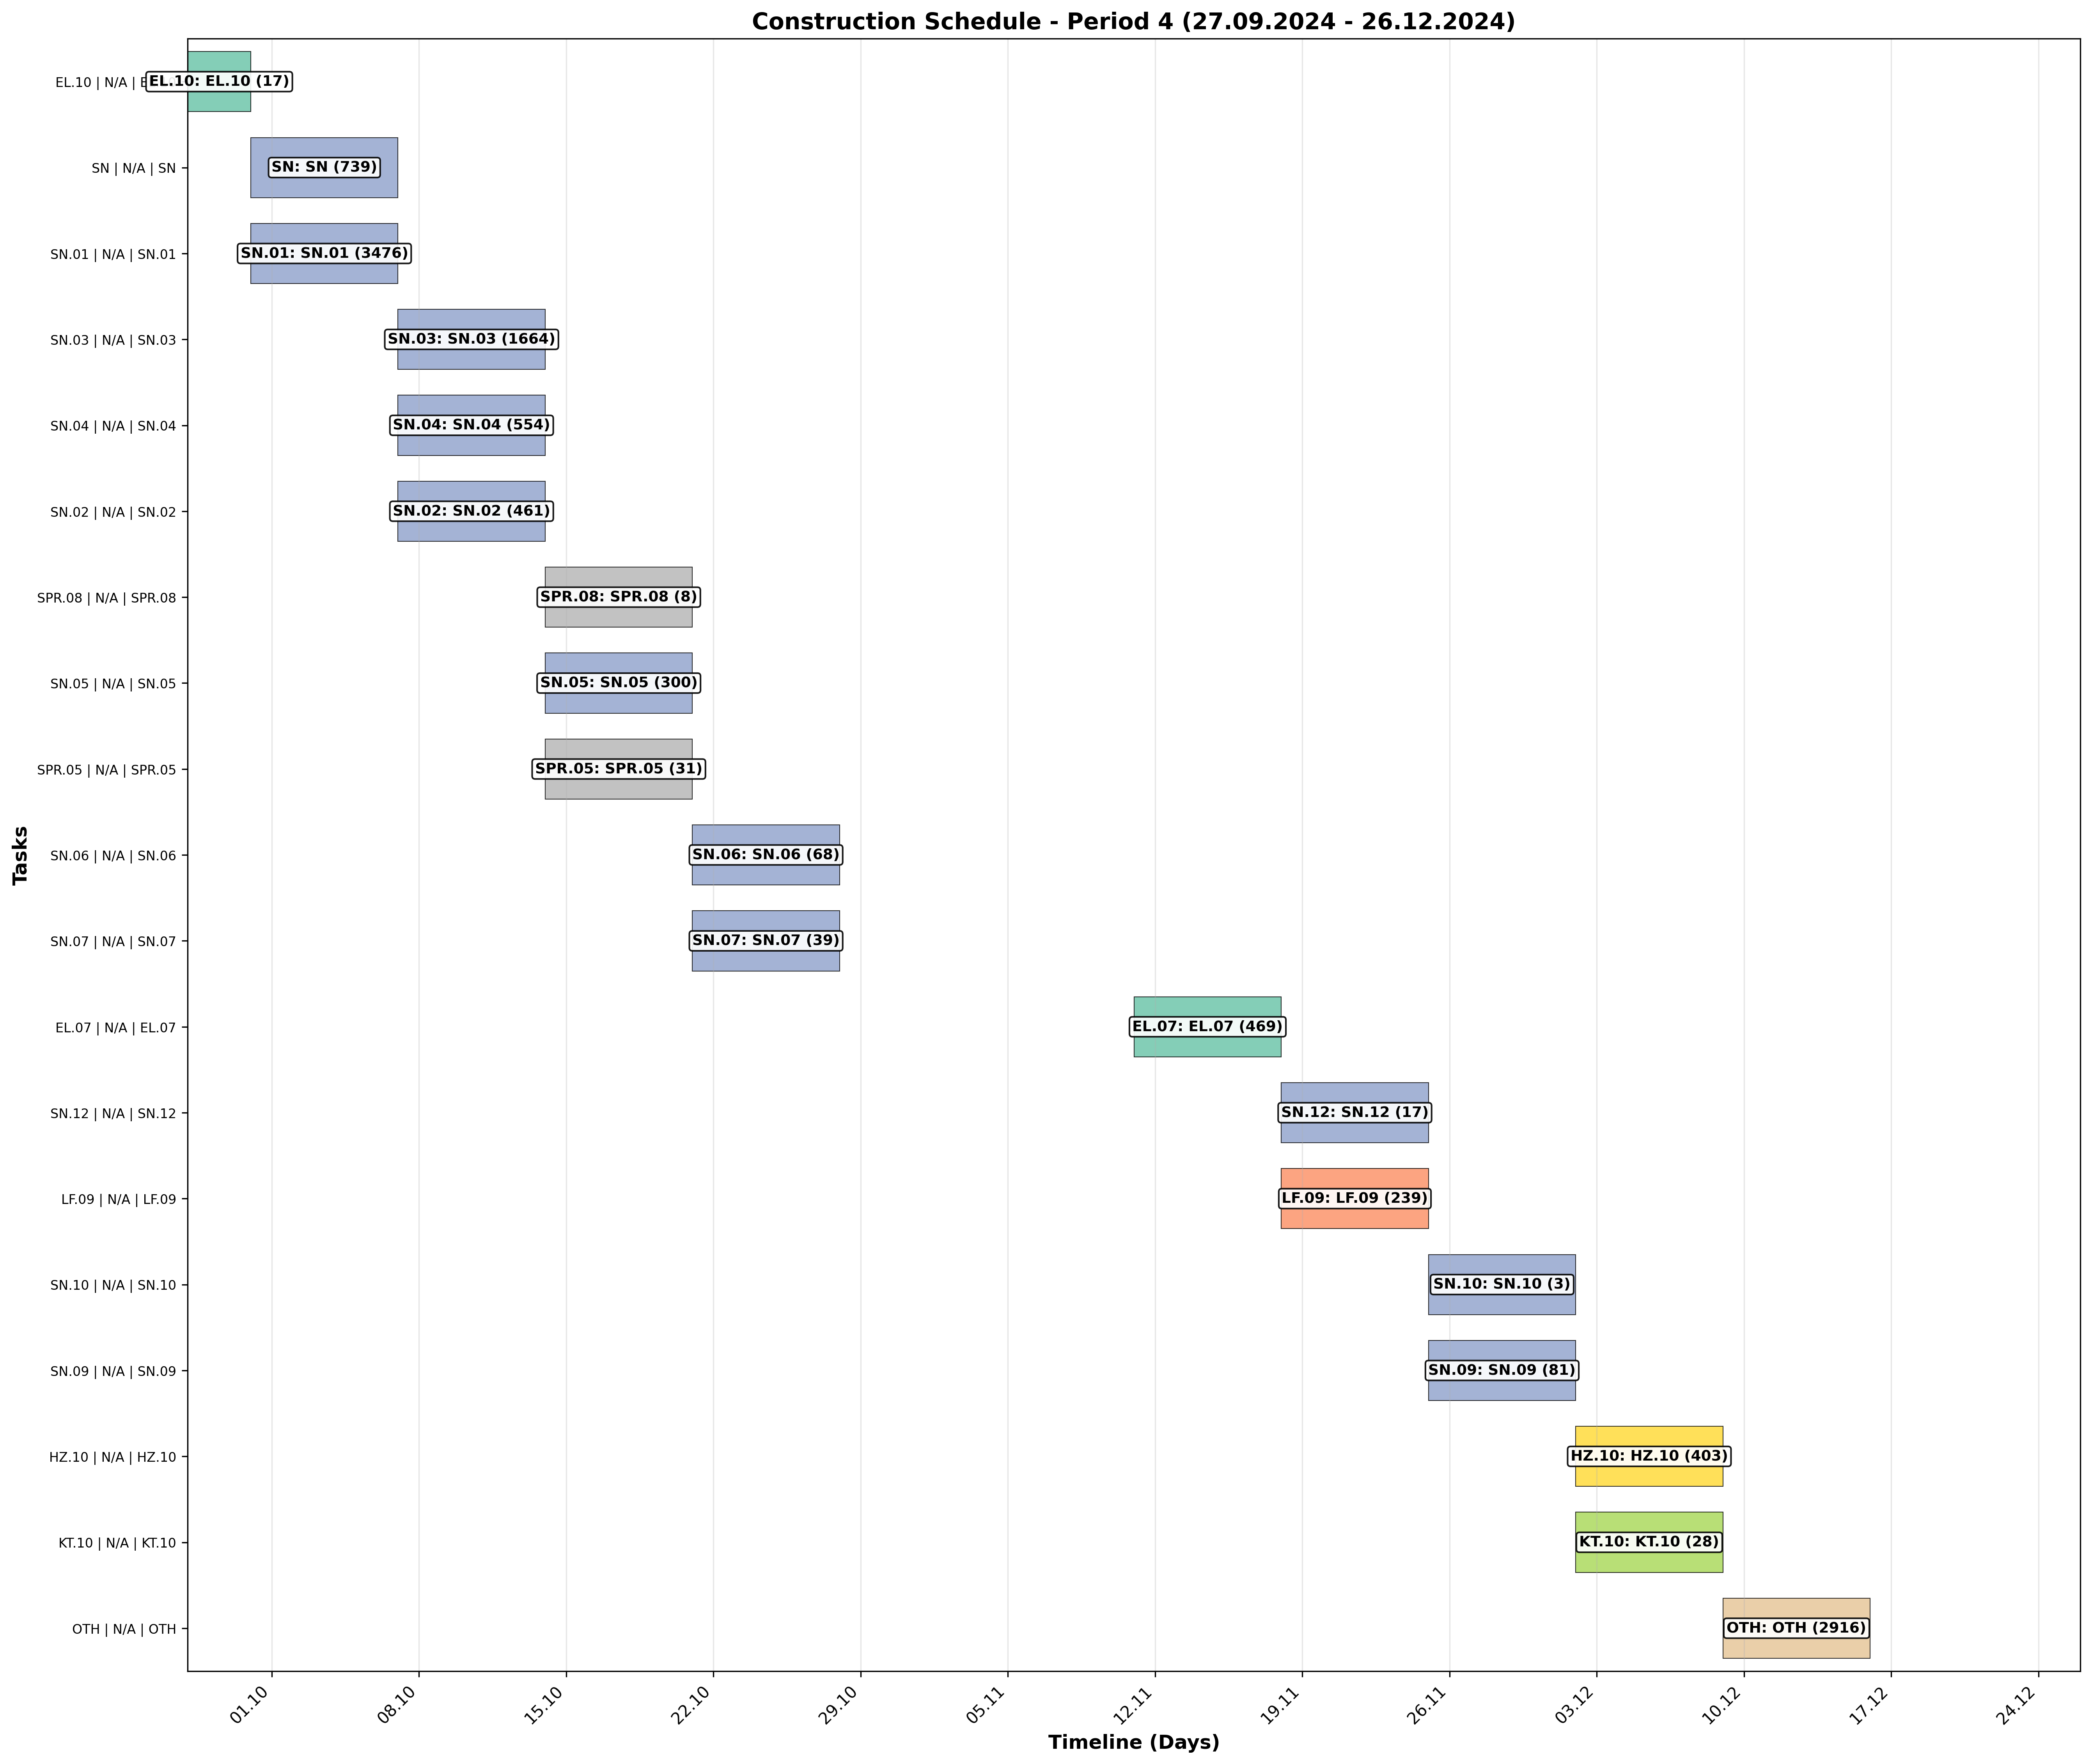 Construction Schedule - Period 4 (27.09.2024 - 26.12.2024)
EL.10 | N/A | E
EL.10: EL.10 (17)
SN | N/A | SN
SN: SN (739)
SN.01 | N/A | SN.01
SN.01: SN.01 (3476)
SN.03 | N/A | SN.03
SN.03: SN.03 (1664)
SN.04 | N/A | SN.04
SN.04: SN.04 (554)
SN.02 | N/A | SN.02
SN.02: SN.02 (461)
SPR.08 | N/A | SPR.08
SPR.08: SPR.08 (8)
SN.05 | N/A | SN.05
SN.05: SN.05 (300)
SPR.05 | N/A | SPR.05
SPR.05: SPR.05 (31)
SN.06 | N/A | SN.06
SN.06: SN.06 (68)
SN.07 | N/A | SN.07
SN.07: SN.07 (39)
EL.07 | N/A | EL.07
EL.07: EL.07 (469)
SN.12 | N/A | SN.12
SN.12: SN.12 (17)
LF.09 | N/A | LF.09
LF.09: LF.09 (239)
SN.10 | N/A | SN.10
SN.10: SN.10 (3)
SN.09 | N/A | SN.09
SN.09: SN.09 (81)
HZ.10 | N/A | HZ.10
HZ.10: HZ.10 (403)
KT.10 | N/A | KT.10
KT.10: KT.10 (28)
OTH | N/A | OTH
OTH: OTH (2916)
Tasks
01.10
08.10
15.10
22.10
29.10
05.11
12.11
19.11
26.11
03.12
10.12
17.12
24.12
Timeline (Days)